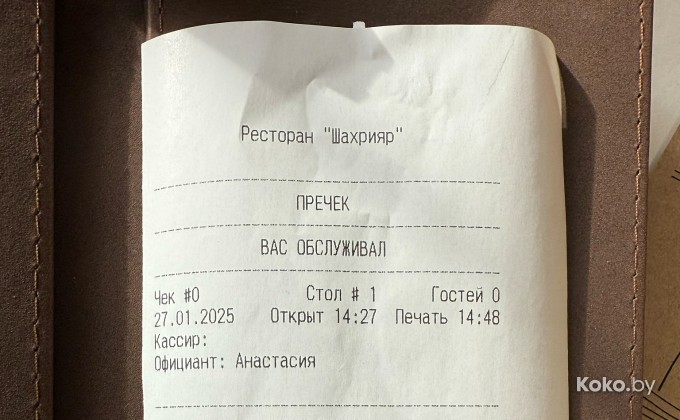 Ресторан "Шахрияр"
ПРЕЧЕК
ВАС ОБСЛУЖИВАЛ
Чек #0 Стол # 1 Гостей 0
27.01.2025 Открыт 14:27 Печать 14:48
Кассир:
Официант: Анастасия
Koko.by